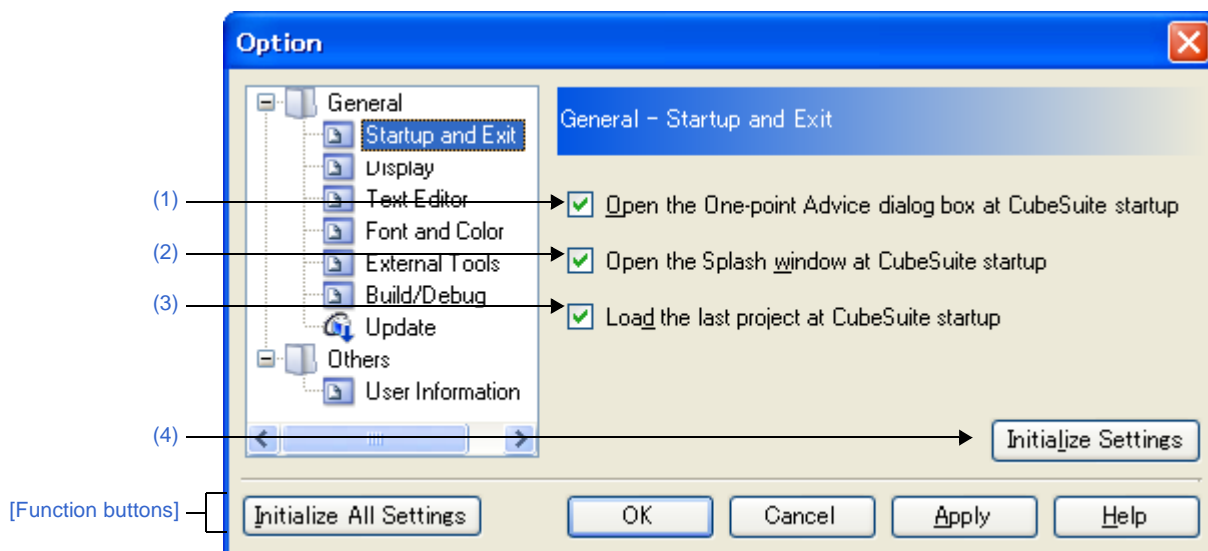 Option
General
Startup and Exit
Display
Text Editor
Font and Color
External Tools
Build/Debug
Update
Others
User Information
General - Startup and Exit
(1)
Open the One-point Advice dialog box at CubeSuite startup
(2)
Open the Splash window at CubeSuite startup
(3)
Load the last project at CubeSuite startup
(4)
Initialize Settings
[Function buttons]
Initialize All Settings
OK
Cancel
Apply
Help